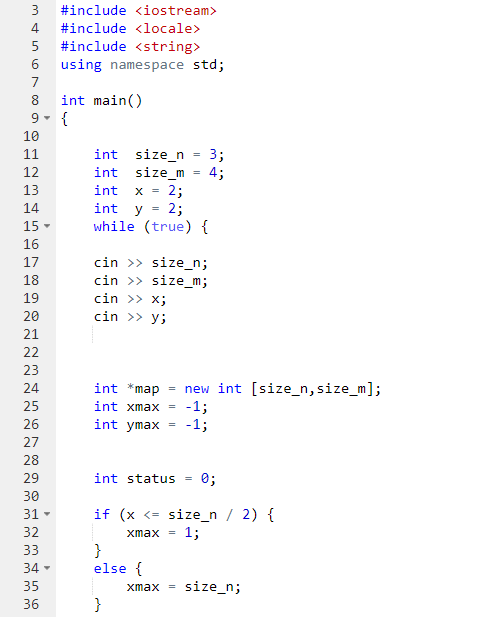 3 #include <iostream>
4 #include <locale>
5 #include <string>
6 using namespace std;
7
8 int main()
9 {
10
11 int  size_n = 3;
12 int  size_m = 4;
13 int  x = 2;
14 int  y = 2;
15 while (true) {
16
17 cin >> size_n;
18 cin >> size_m;
19 cin >> x;
20 cin >> y;
21
22
23
24 int *map = new int [size_n,size_m];
25 int xmax = -1;
26 int ymax = -1;
27
28
29 int status = 0;
30
31 if (x <= size_n / 2) {
32 xmax = 1;
33 }
34 else {
35 xmax = size_n;
36 }